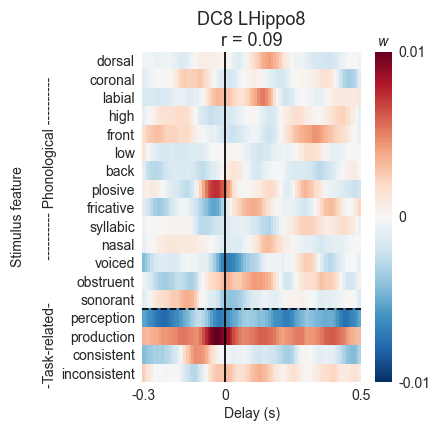 DC8 LHippo8
r = 0.09
w
dorsal
coronal
labial
high
front
low
back
plosive
fricative
syllabic
nasal
voiced
obstruent
sonorant
perception
production
consistent
inconsistent
Stimulus feature
---------- Phonological ----------
-Task-related-
-0.3
0
0.5
Delay (s)
0.01
0
-0.01